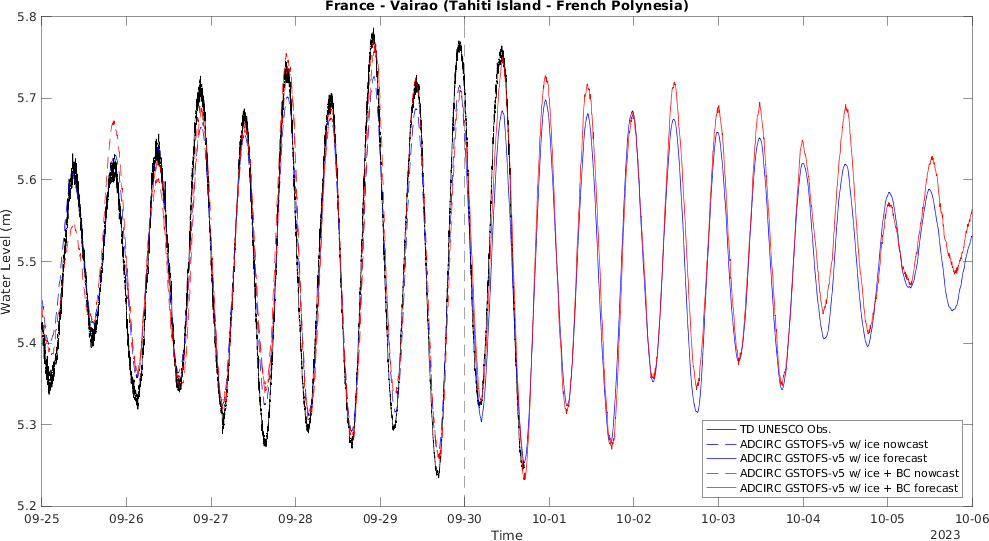 France - Vairao (Tahiti Island - French Polynesia)
5.8
5.7
5.6
5.5
5.4
5.3
5.2
Water Level (m)
TD UNESCO Obs.
ADCIRC GSTOFS-v5 w/ ice nowcast
ADCIRC GSTOFS-v5 w/ ice forecast
ADCIRC GSTOFS-v5 w/ ice + BC nowcast
ADCIRC GSTOFS-v5 w/ ice + BC forecast
09-25 09-26 09-27 09-28 09-29 09-30 10-01 10-02 10-03 10-04 10-05 10-06
Time
2023